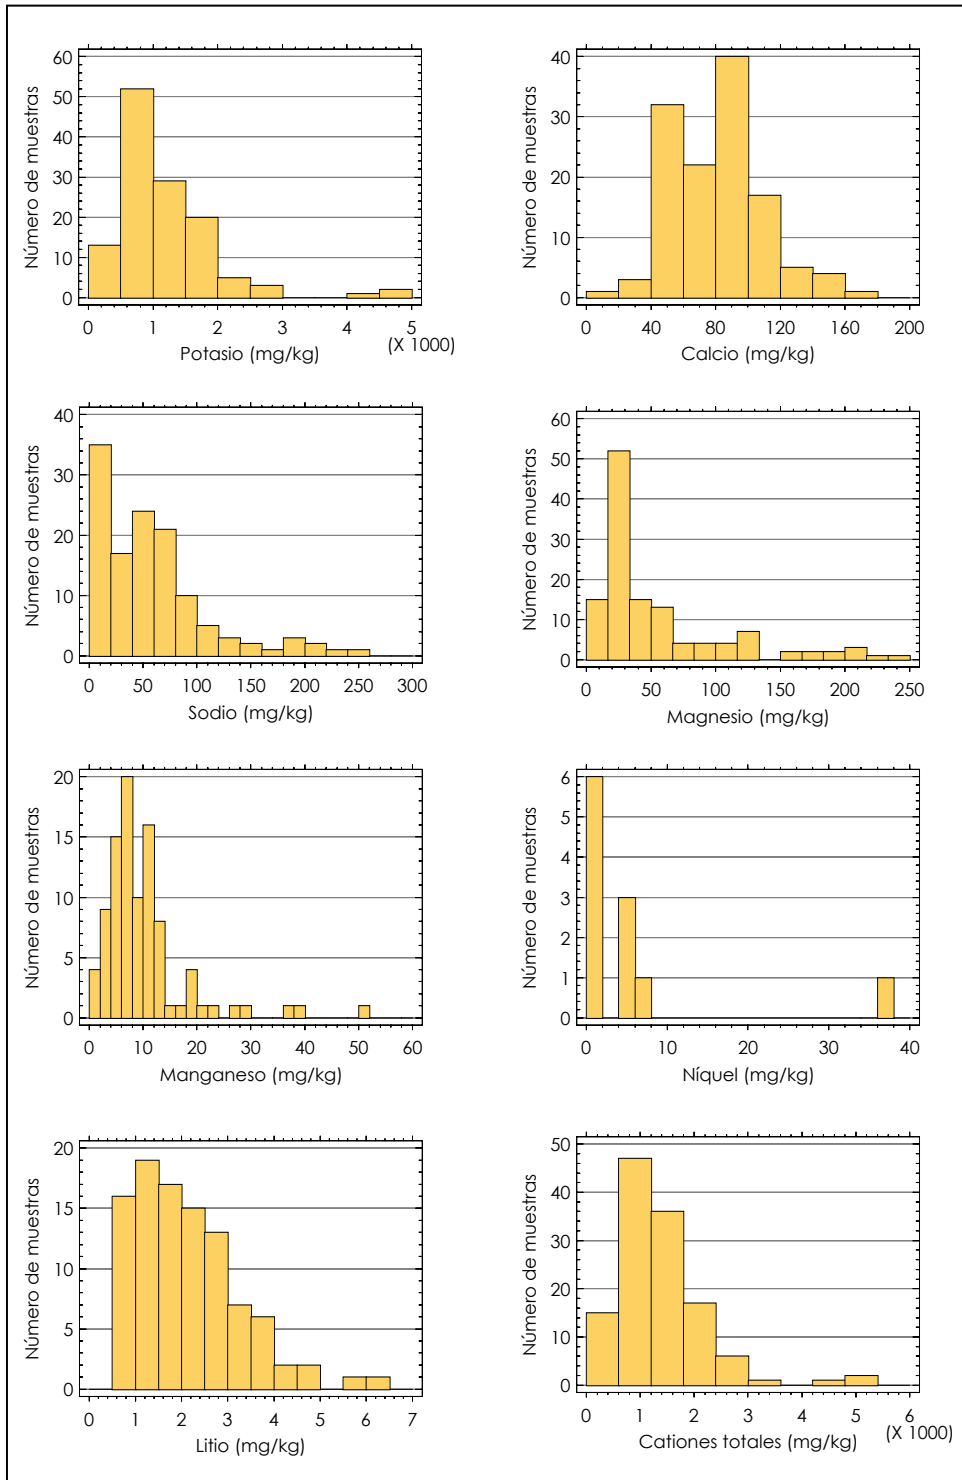 60
50
40
30
20
10
0
Número de muestras
0 1 2 3 4 5
Potasio (mg/kg)
(X 1000)
40
30
20
10
0
Número de muestras
0 40 80 120 160 200
Calcio (mg/kg)
40
30
20
10
0
Número de muestras
0 50 100 150 200 250 300
Sodio (mg/kg)
60
50
40
30
20
10
0
Número de muestras
0 50 100 150 200 250
Magnesio (mg/kg)
20
15
10
5
0
Número de muestras
0 10 20 30 40 50 60
Manganeso (mg/kg)
6
5
4
3
2
1
0
Número de muestras
0 10 20 30 40
Níquel (mg/kg)
20
15
10
5
0
Número de muestras
0 1 2 3 4 5 6 7
Litio (mg/kg)
50
40
30
20
10
0
Número de muestras
0 1 2 3 4 5 6
Cationes totales (mg/kg)
(X 1000)